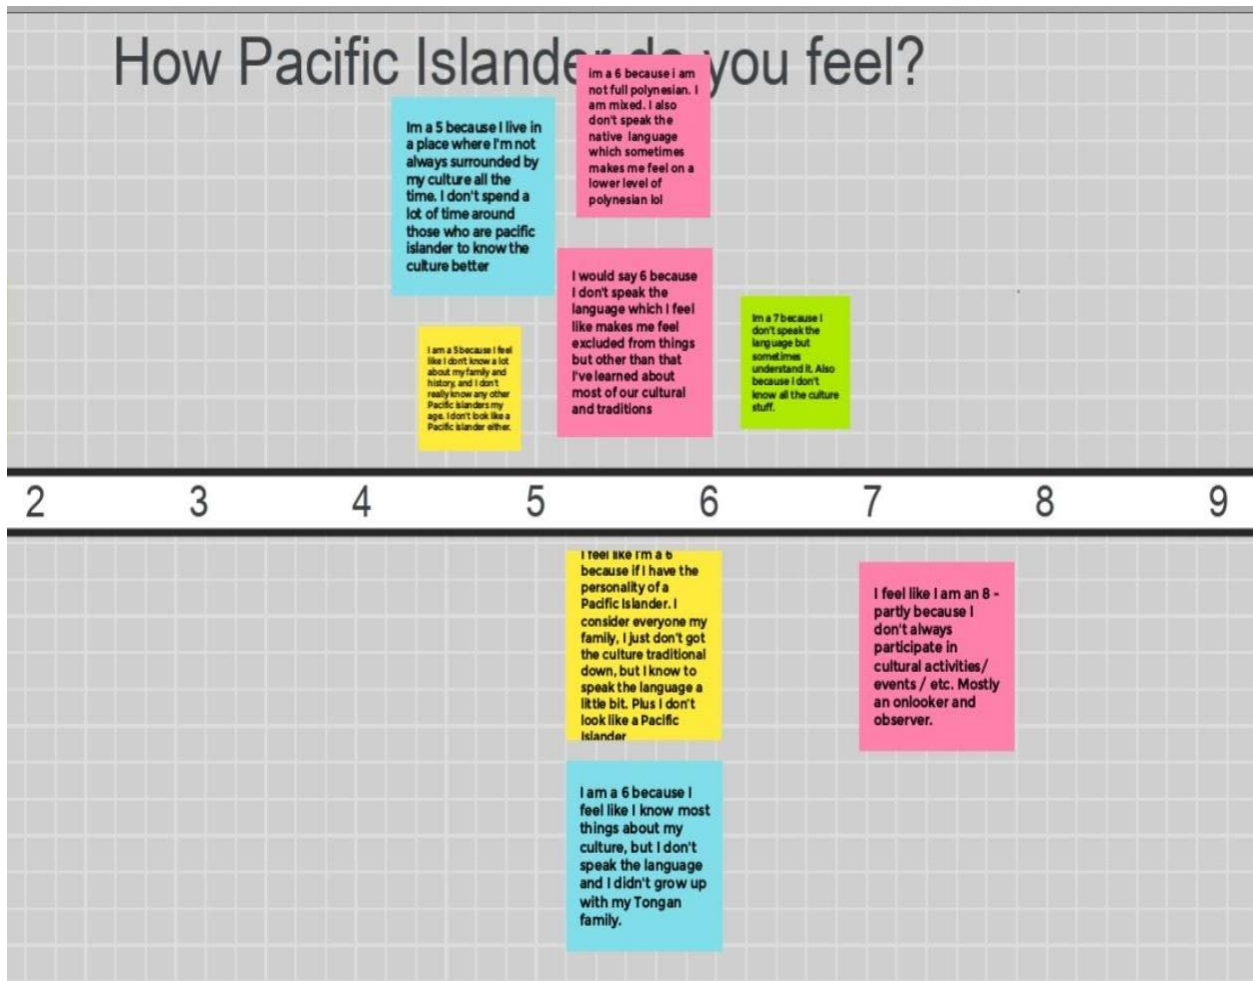 How Pacific Islander do you feel?
im a 6 because i am
not full polynesian. I
am mixed. I also
don't speak the
native language
which sometimes
makes me feel on a
lower level of
polynesian lol
Im a 5 because I live in
a place where I'm not
always surrounded by
my culture all the
time. I don't spend a
lot of time around
those who are pacific
islander to know the
culture better
I would say 6 because
I don't speak the
language which I feel
like makes me feel
excluded from things
but other than that
I've learned about
most of our cultural
and traditions
Im a 7 because I
don't speak the
language but
sometimes
understand it. Also
because I don't
know all the culture
stuff.
I am a 5 because I feel
like I don't know a lot
about my family and
history, and I don't
really know any other
Pacific Islanders my
age. I don't look like a
Pacific Islander either.
2 3 4 5 6 7 8 9
I feel like I'm a 6
because if I have the
personality of a
Pacific Islander. I
consider everyone my
family, I just don't got
the culture traditional
down, but I know to
speak the language a
little bit. Plus I don't
look like a Pacific
Islander
I feel like I am an 8 -
partly because I
don't always
participate in
cultural activities/
events / etc. Mostly
an onlooker and
observer.
I am a 6 because I
feel like I know most
things about my
culture, but I don't
speak the language
and I didn't grow up
with my Tongan
family.